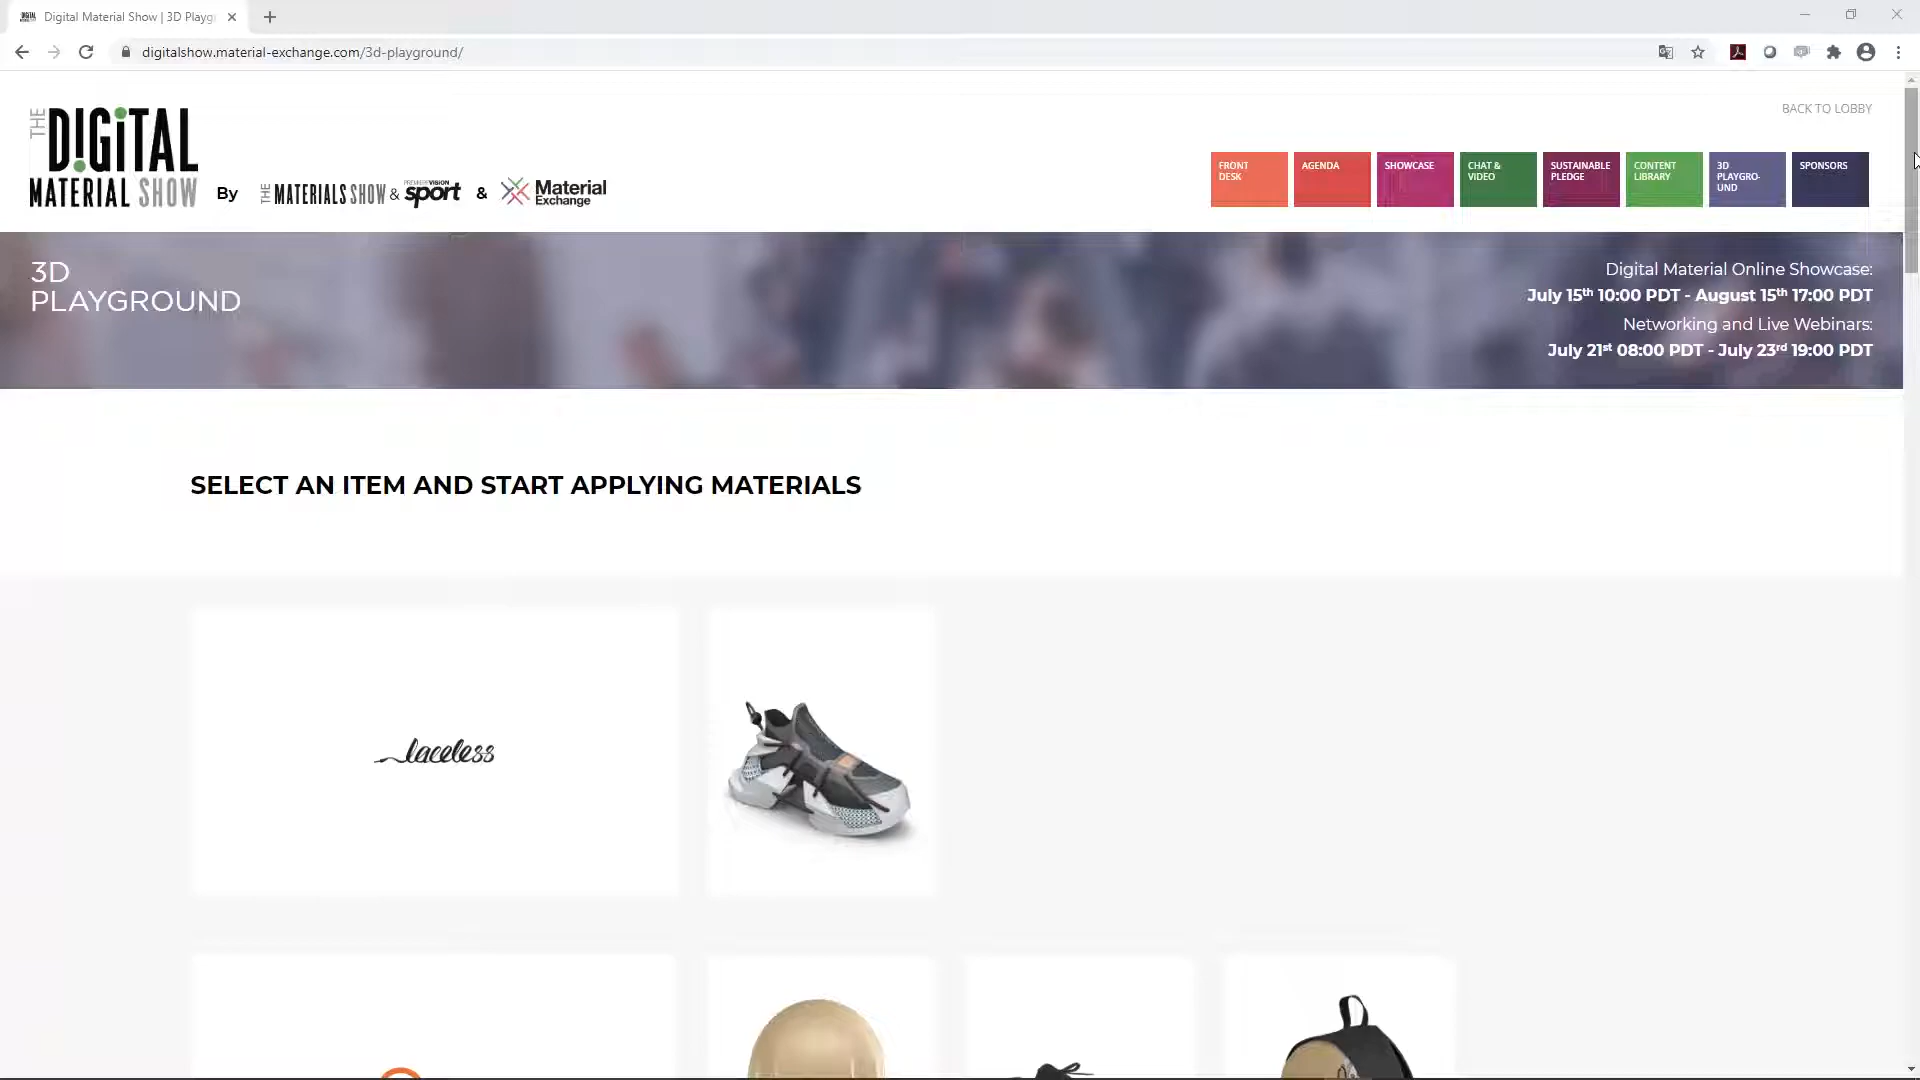 Digital Material Show | 3D Playg
digitalshow.material-exchange.com/3d-playground/
BACK TO LOBBY
THE DIGITAL
MATERIAL SHOW
By
THE MATERIALS SHOW & PREMIEREVISION sport & Material Exchange
FRONT DESK
AGENDA
SHOWCASE
CHAT & VIDEO
SUSTAINABLE PLEDGE
CONTENT LIBRARY
3D PLAYGRO-UND
SPONSORS
3D
PLAYGROUND
Digital Material Online Showcase:
July 15th 10:00 PDT - August 15th 17:00 PDT
Networking and Live Webinars:
July 21st 08:00 PDT - July 23rd 19:00 PDT
SELECT AN ITEM AND START APPLYING MATERIALS
laceless